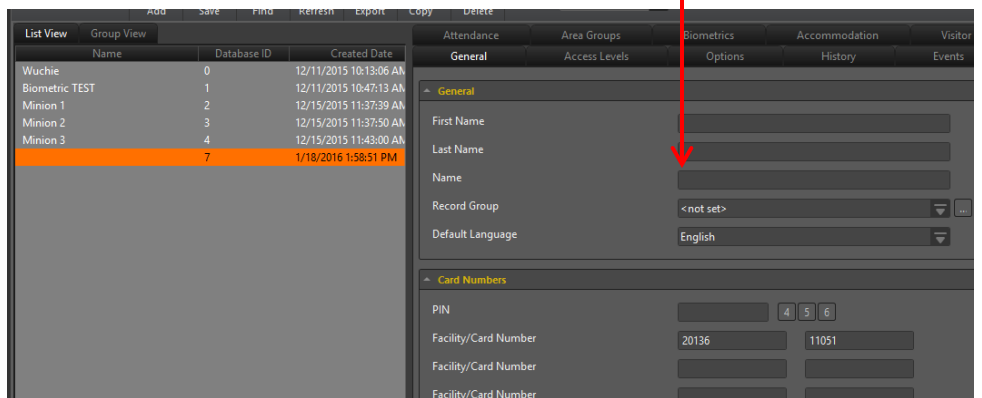 Add Save Find Refresh Export Copy Delete
List View Group View
Name Database ID Created Date
Wuchie 0 12/11/2015 10:13:06 AM
Biometric TEST 1 12/11/2015 10:47:13 AM
Minion 1 2 12/15/2015 11:37:39 AM
Minion 2 3 12/15/2015 11:37:50 AM
Minion 3 4 12/15/2015 11:43:00 AM
7 1/18/2016 1:58:51 PM
Attendance Area Groups Biometrics Accommodation Visitor
General Access Levels Options History Events
General
First Name
Last Name
Name
Record Group <not set> ..
Default Language English
Card Numbers
PIN 4 5 6
Facility/Card Number 20136 11051
Facility/Card Number
Facility/Card Number